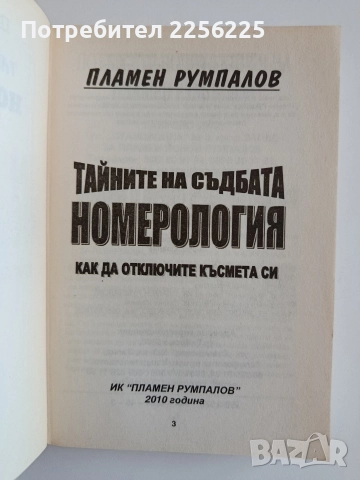 Потребител 2256225
ПЛАМЕН РУМПАЛОВ
ТАЙНИТЕ НА СЪДБАТА
НОМЕРОЛОГИЯ
КАК ДА ОТКЛЮЧИТЕ КЪСМЕТА СИ
ИК "ПЛАМЕН РУМПАЛОВ"
2010 година
3
bazar